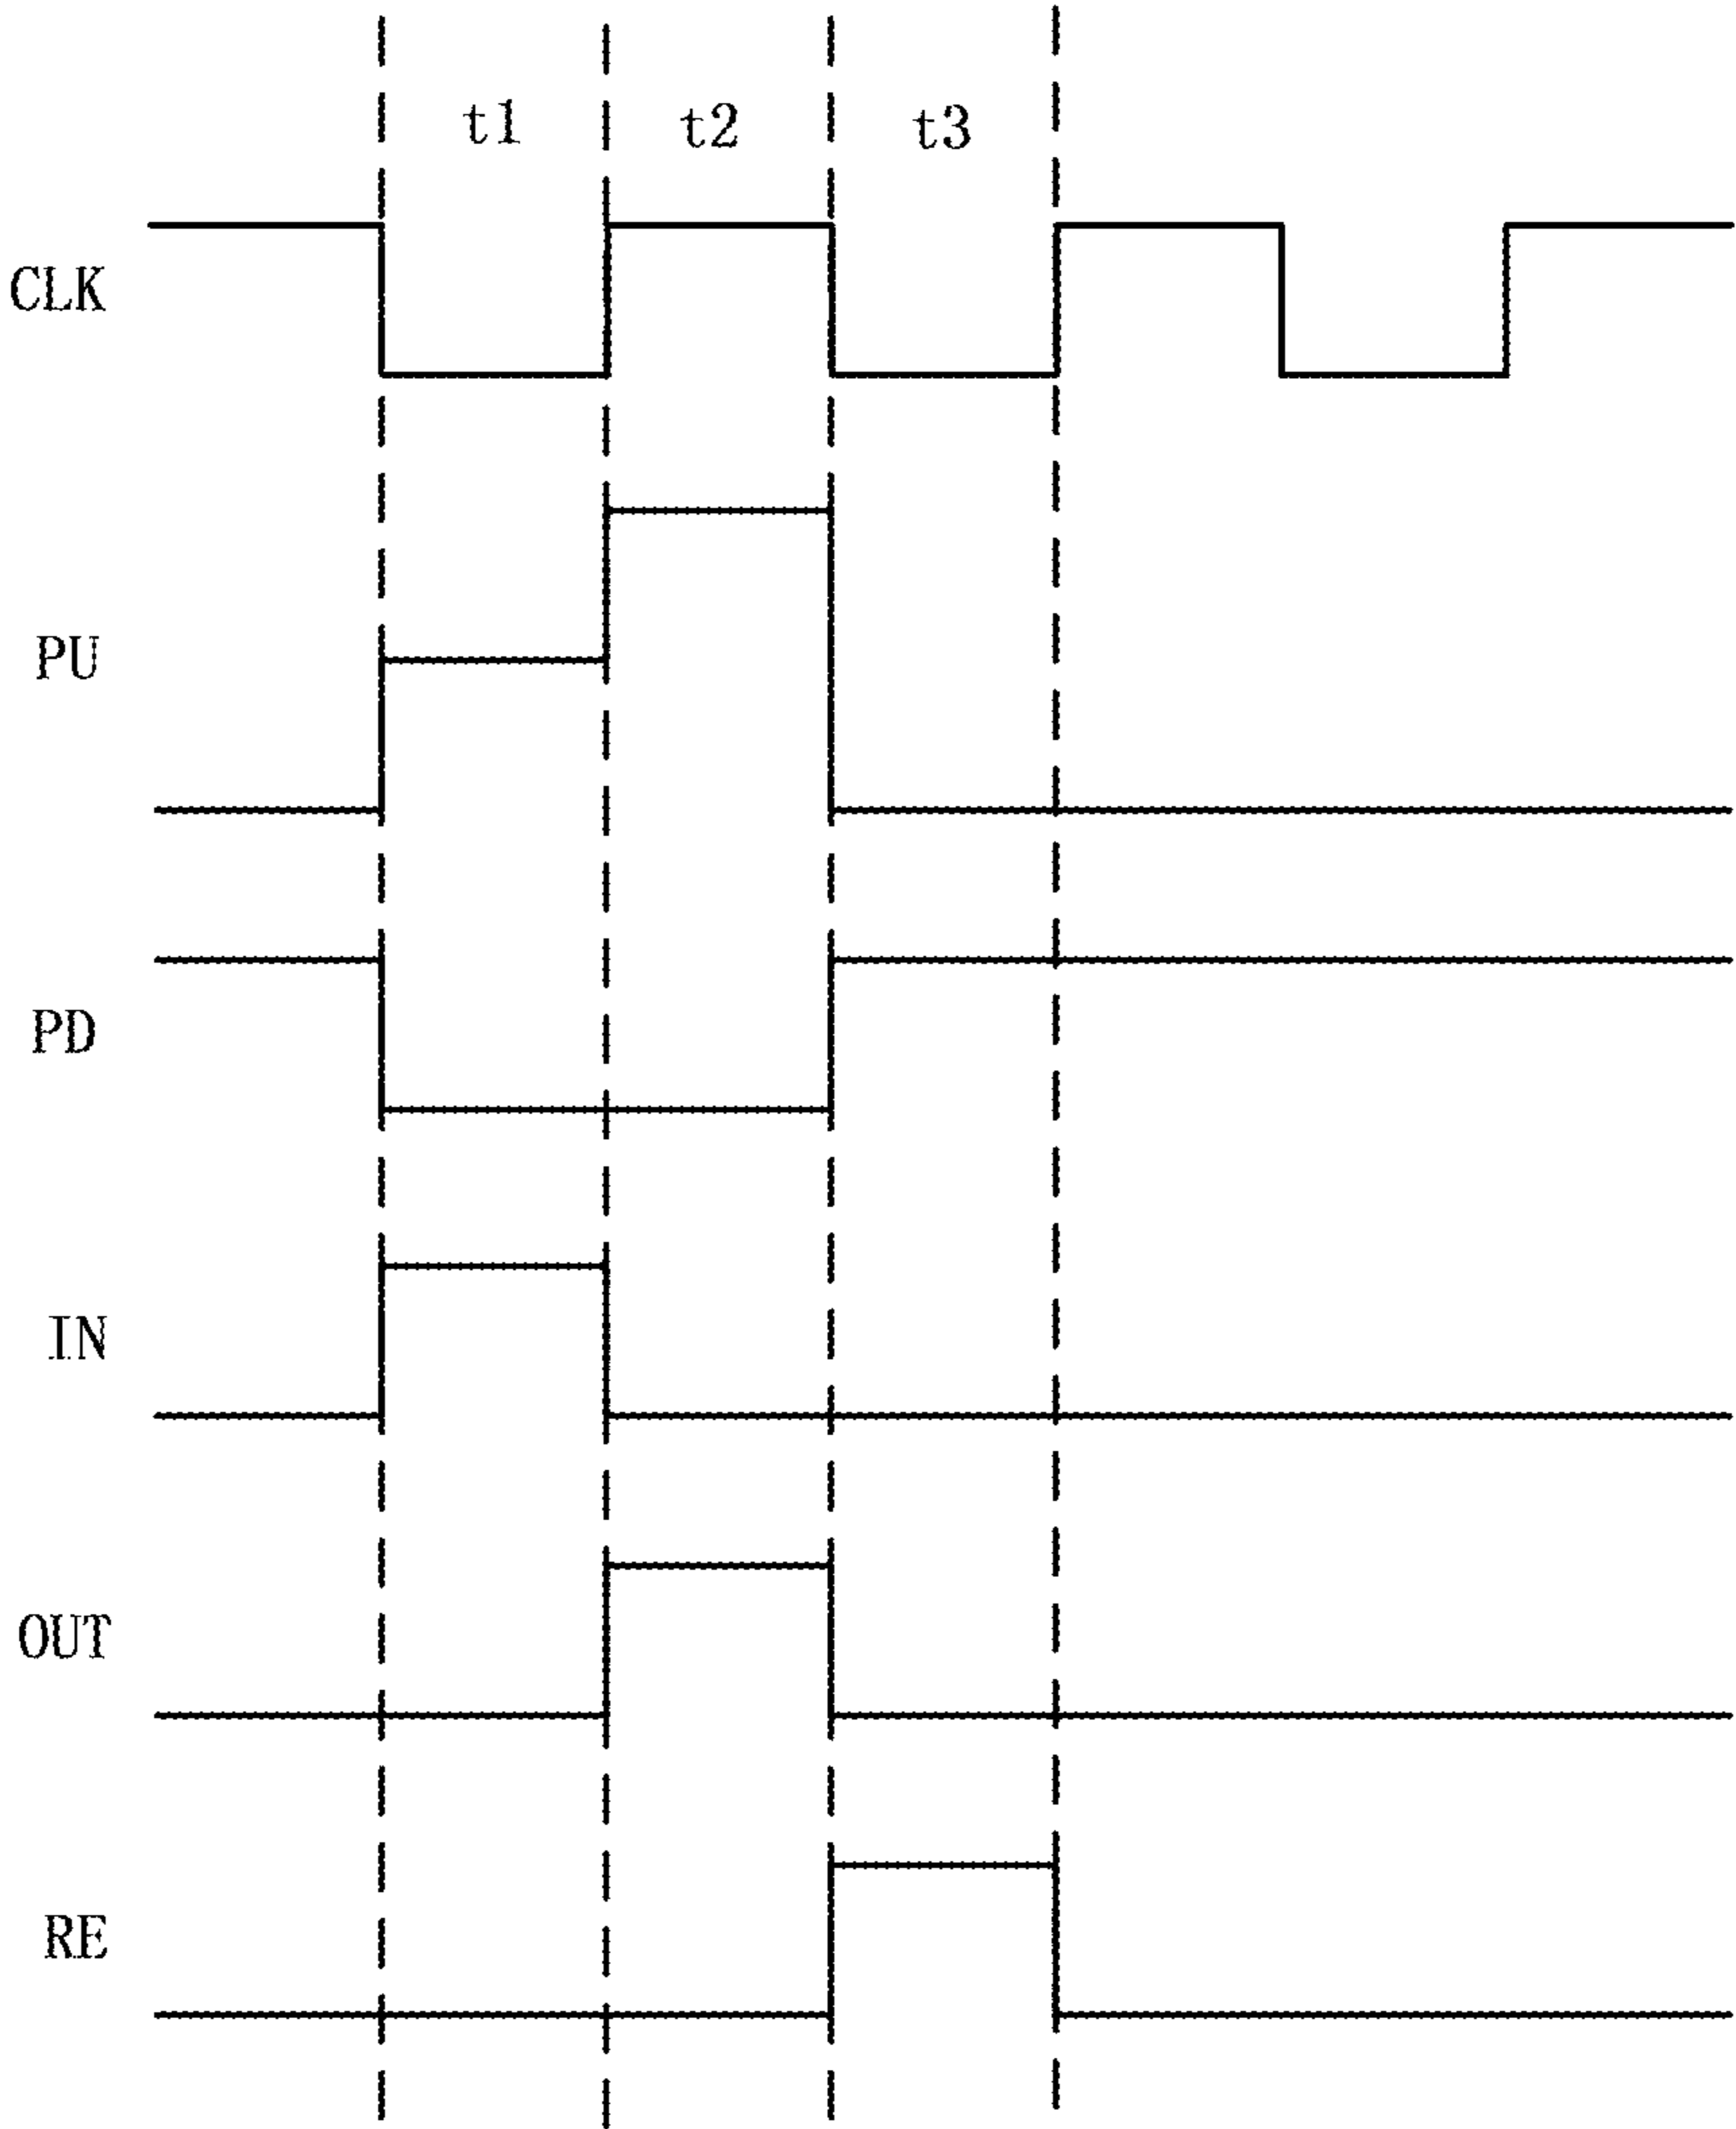 t1 t2 t3
CLK
PU
PD
IN
OUT
RE